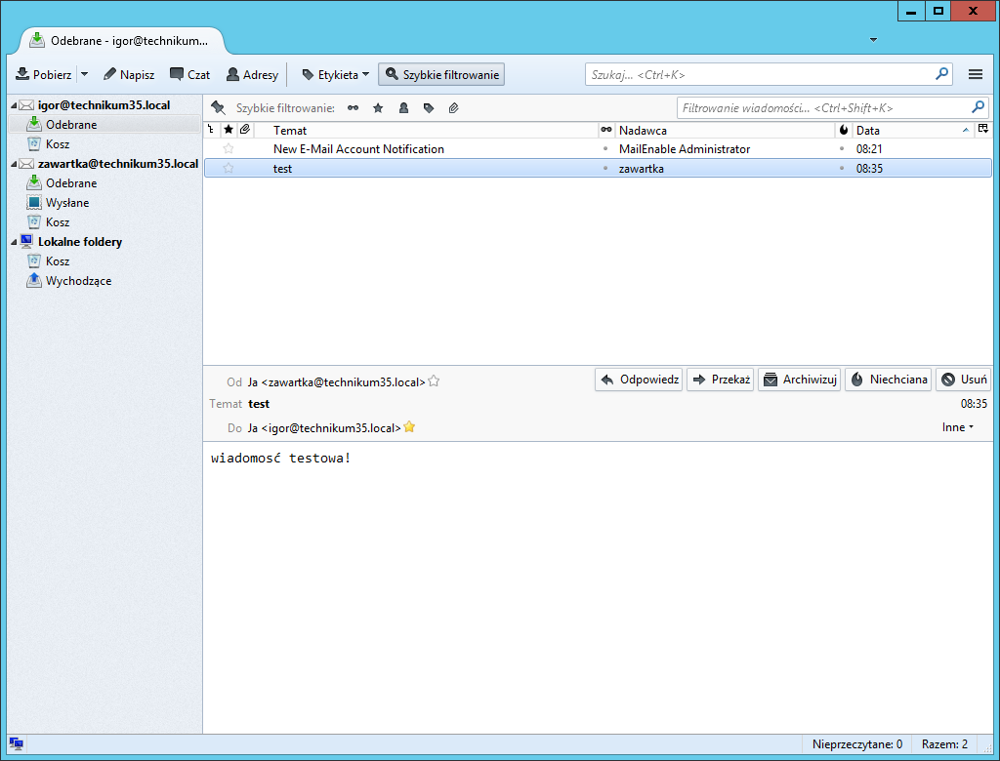 Odebrane - igor@technikum...
Pobierz Napisz Czat Adresy Etykieta Szybkie filtrowanie Szukaj... <Ctrl+K>
igor@technikum35.local
Odebrane
Kosz
zawartka@technikum35.local
Odebrane
Wysłane
Kosz
Lokalne foldery
Kosz
Wychodzące
Szybkie filtrowanie: Filtrowanie wiadomości... <Ctrl+Shift+K>
Temat Nadawca Data
New E-Mail Account Notification MailEnable Administrator 08:21
test zawartka 08:35
Od Ja <zawartka@technikum35.local> Odpowiedz Przekaż Archiwizuj Niechciana Usuń
Temat test 08:35
Do Ja <igor@technikum35.local> Inne
wiadomosć testowa!
Nieprzeczytane: 0 Razem: 2